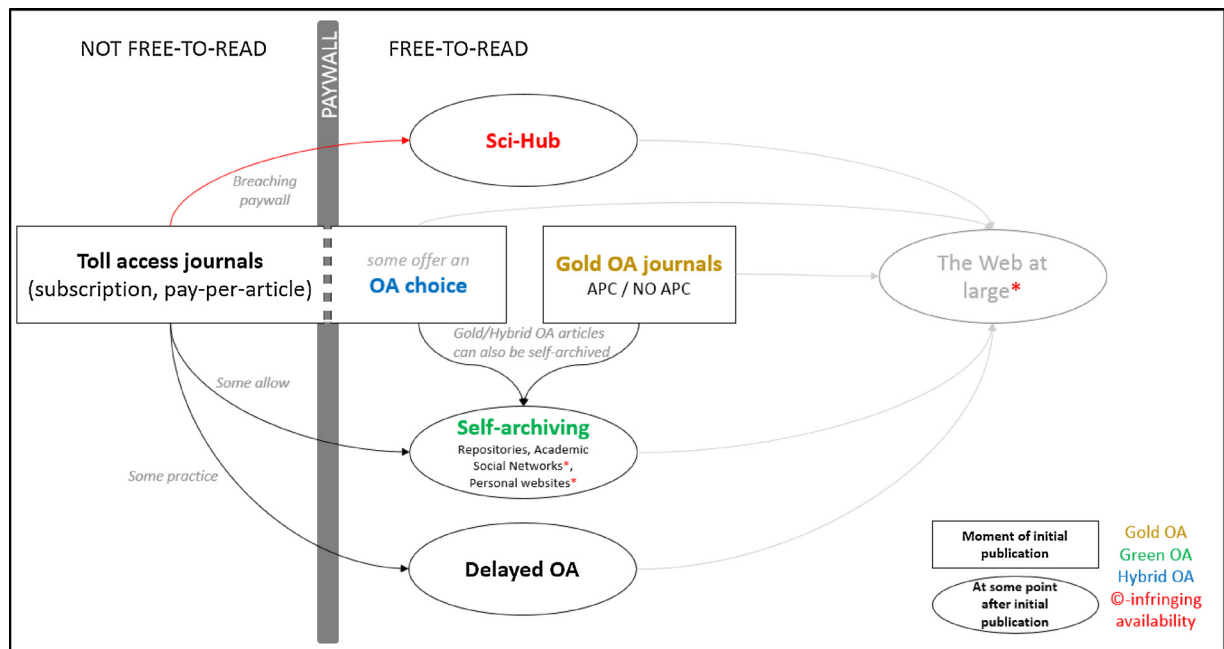 NOT FREE-TO-READ
FREE-TO-READ
PAYWALL
Sci-Hub
Breaching
paywall
Toll access journals
(subscription, pay-per-article)
some offer an
OA choice
Gold OA journals
APC / NO APC
The Web at
large*
Gold/Hybrid OA articles
can also be self-archived
Some allow
Self-archiving
Repositories, Academic
Social Networks*,
Personal websites*
Some practice
Delayed OA
Moment of initial
publication
At some point
after initial
publication
Gold OA
Green OA
Hybrid OA
©-infringing
availability